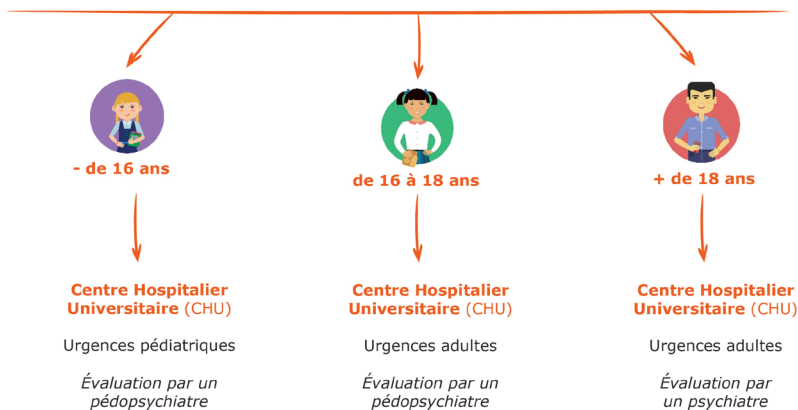 - de 16 ans
de 16 à 18 ans
+ de 18 ans
Centre Hospitalier
Universitaire (CHU)
Urgences pédiatriques
Évaluation par un
pédopsychiatre
Centre Hospitalier
Universitaire (CHU)
Urgences adultes
Évaluation par un
pédopsychiatre
Centre Hospitalier
Universitaire (CHU)
Urgences adultes
Évaluation par
un psychiatre